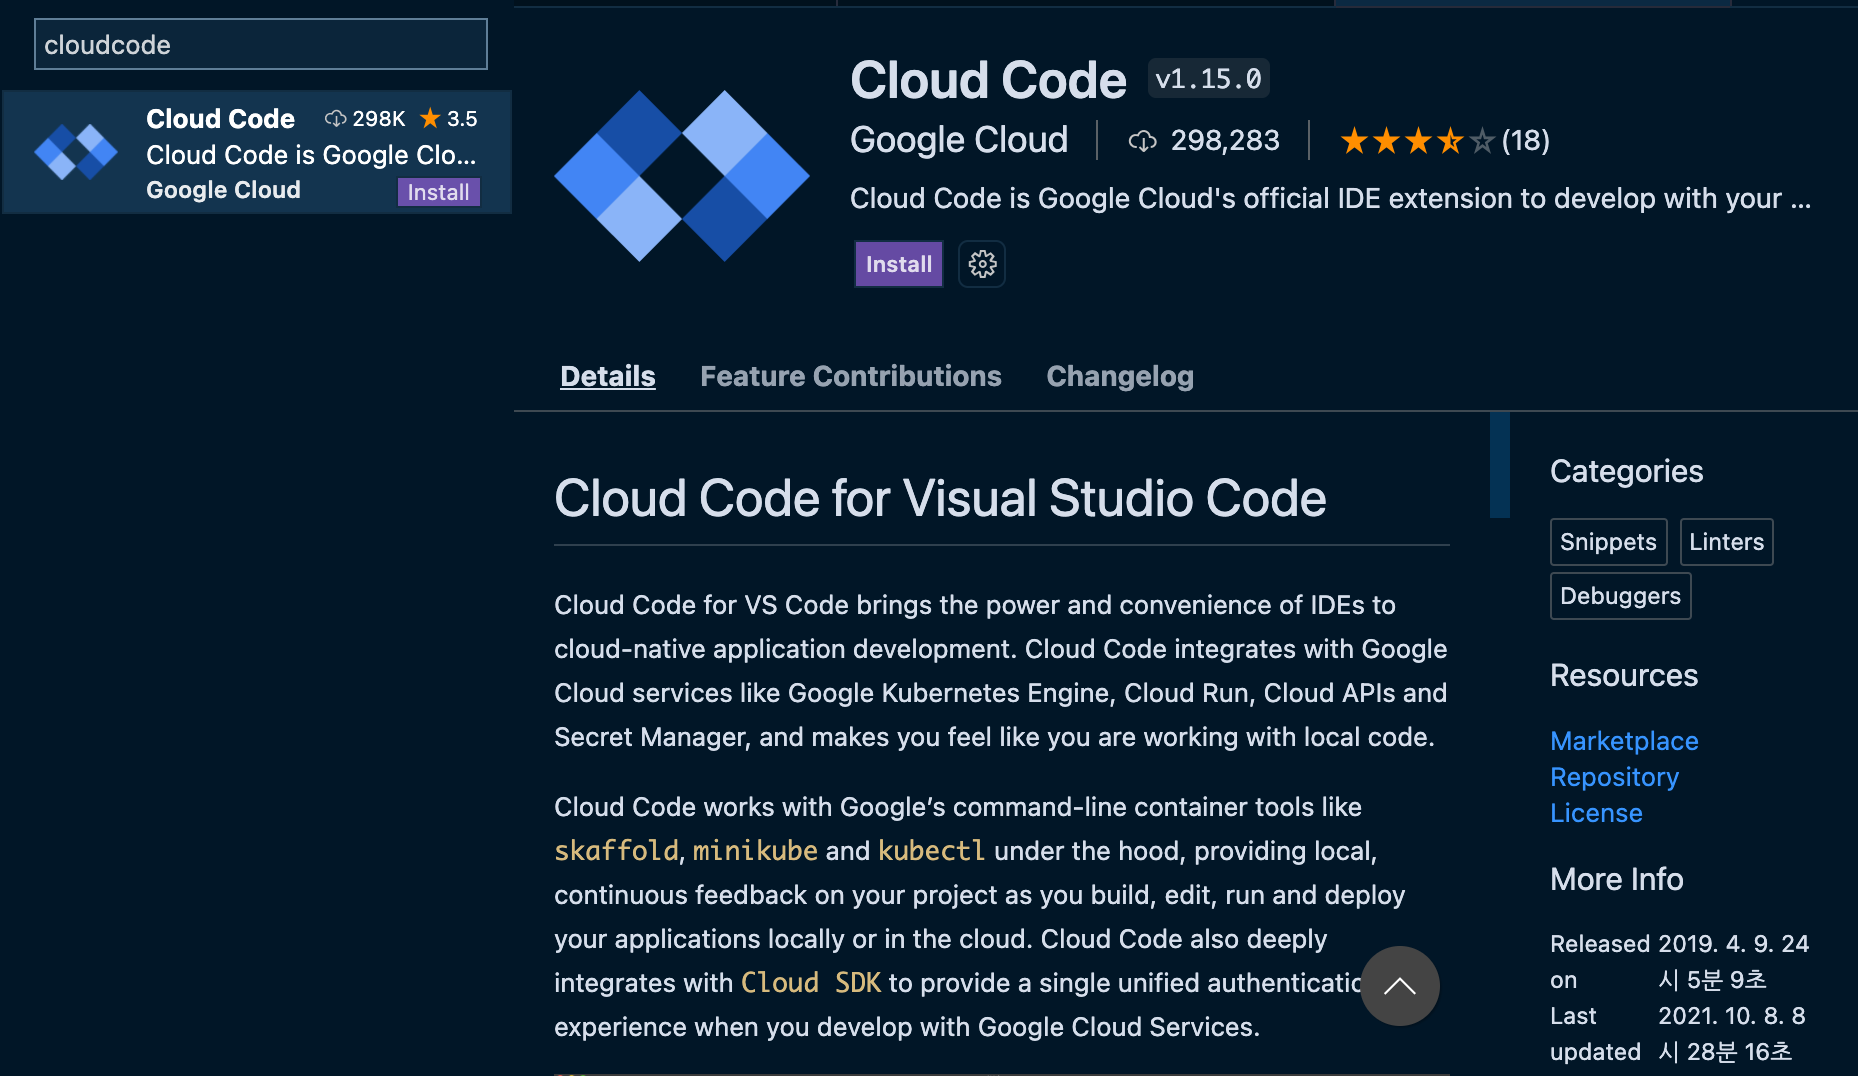 cloudcode
Cloud Code 298K 3.5
Cloud Code is Google Clo...
Google Cloud Install
Cloud Code v1.15.0
Google Cloud 298,283 (18)
Cloud Code is Google Cloud's official IDE extension to develop with your ...
Install
Details Feature Contributions Changelog
Cloud Code for Visual Studio Code
Cloud Code for VS Code brings the power and convenience of IDEs to
cloud-native application development. Cloud Code integrates with Google
Cloud services like Google Kubernetes Engine, Cloud Run, Cloud APIs and
Secret Manager, and makes you feel like you are working with local code.
Cloud Code works with Google’s command-line container tools like
skaffold, minikube and kubectl under the hood, providing local,
continuous feedback on your project as you build, edit, run and deploy
your applications locally or in the cloud. Cloud Code also deeply
integrates with Cloud SDK to provide a single unified authenticatio
experience when you develop with Google Cloud Services.
Categories
Snippets Linters
Debuggers
Resources
Marketplace
Repository
License
More Info
Released 2019. 4. 9. 24
on 시 5분 9초
Last 2021. 10. 8. 8
updated 시 28분 16초